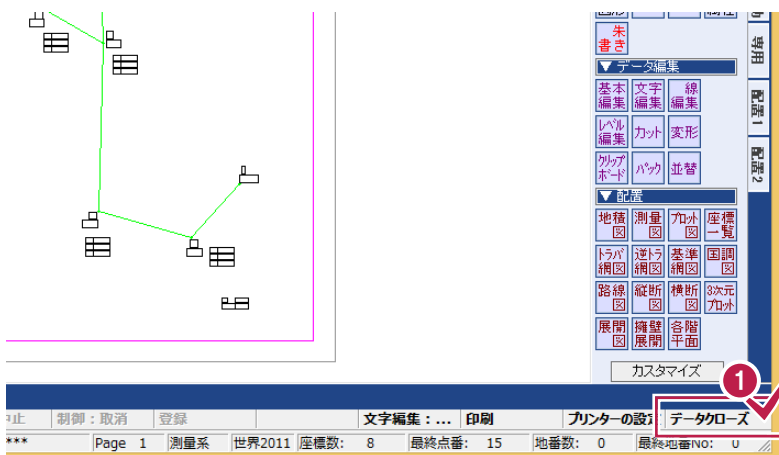 朱
書き
専用
▼ データ編集
基本
編集
文字
編集
線
編集
配置1
レベル
編集
カット
変形
配置2
クリップ
ボード
パック
並替
▼ 配置
地積
図
測量
図
プロット
図
座標
一覧
トラバ
網図
逆トラ
網図
基準
網図
国調
図
路線
図
縦断
図
横断
図
3次元
プロット
展開
図
擁壁
展開
各階
平面
カスタマイズ
1
制御：取消
登録
文字編集：...
印刷
プリンターの設定
データクローズ
***
Page 1
測量系
世界2011
座標数: 8
最終点番: 15
地番数: 0
最終地番No: 0